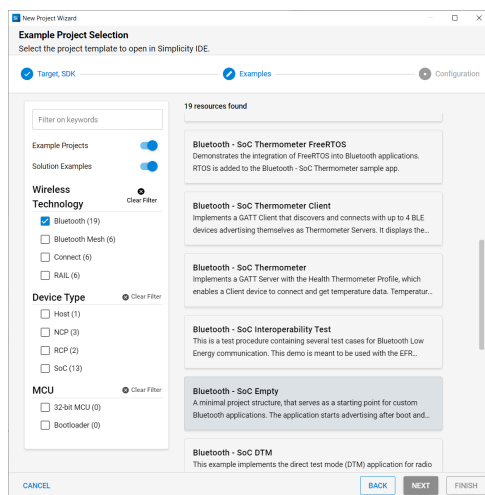 New Project Wizard
Example Project Selection
Select the project template to open in Simplicity IDE.
Target, SDK
Examples
Configuration
Filter on keywords
Example Projects
Solution Examples
Wireless
Technology
Clear Filter
Bluetooth (19)
Bluetooth Mesh (6)
Connect (6)
RAIL (6)
Device Type
Clear Filter
Host (1)
NCP (3)
RCP (2)
SoC (13)
MCU
Clear Filter
32-bit MCU (0)
Bootloader (0)
19 resources found
Bluetooth - SoC Thermometer FreeRTOS
Demonstrates the integration of FreeRTOS into Bluetooth applications.
RTOS is added to the Bluetooth - SoC Thermometer sample app.
Bluetooth - SoC Thermometer Client
Implements a GATT Client that discovers and connects with up to 4 BLE
devices advertising themselves as Thermometer Servers. It displays the...
Bluetooth - SoC Thermometer
Implements a GATT Server with the Health Thermometer Profile, which
enables a Client device to connect and get temperature data. Temperatur...
Bluetooth - SoC Interoperability Test
This is a test procedure containing several test cases for Bluetooth Low
Energy communication. This demo is meant to be used with the EFR...
Bluetooth - SoC Empty
A minimal project structure, that serves as a starting point for custom
Bluetooth applications. The application starts advertising after boot and...
Bluetooth - SoC DTM
This example implements the direct test mode (DTM) application for radio
CANCEL
BACK
NEXT
FINISH